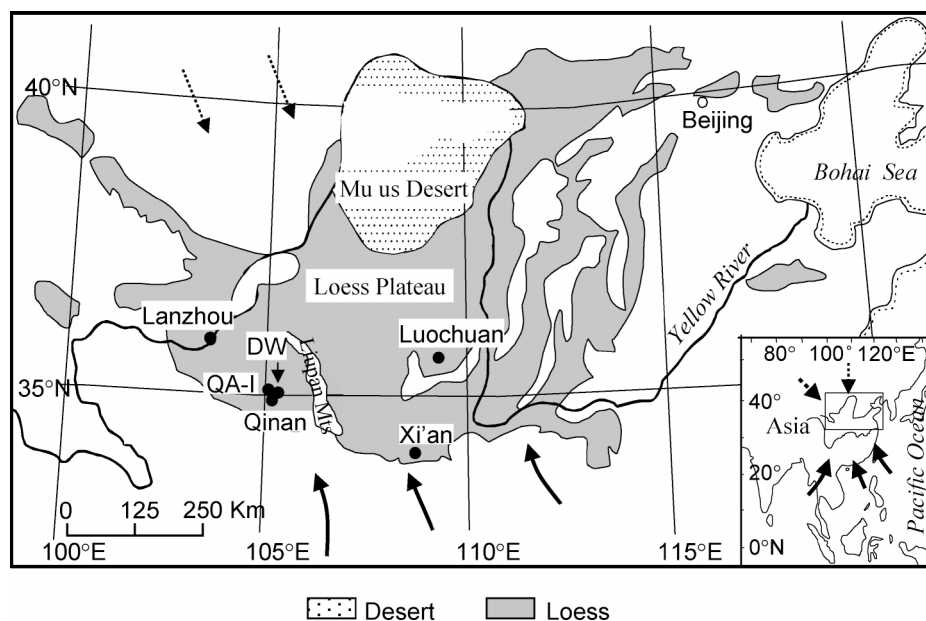 40°N
Beijing
Bohai Sea
Mu us Desert
Loess Plateau
Yellow River
Lanzhou
Luochuan
DW
Liupan Mts
QA-I
35°N
Qinan
Xi’an
0 125 250 Km
100°E 105°E 110°E 115°E
80° 100° 120°E
40°
Asia
20°
0°N
Pacific Ocean
Desert Loess